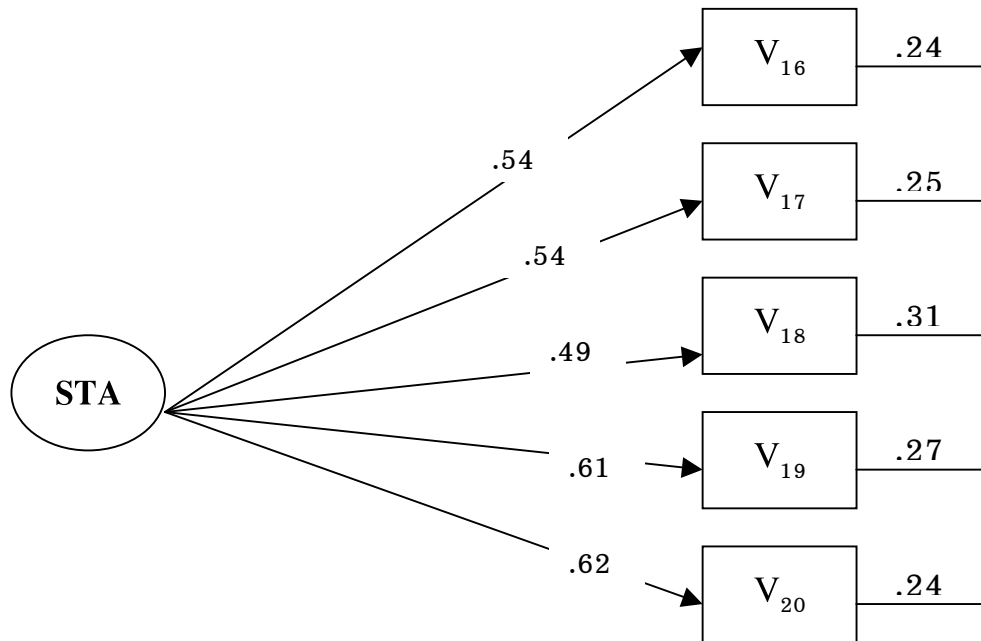 V₁₆ .24
.54
V₁₇ .25
.54
V₁₈ .31
.49
STA
V₁₉ .27
.61
.62
V₂₀ .24